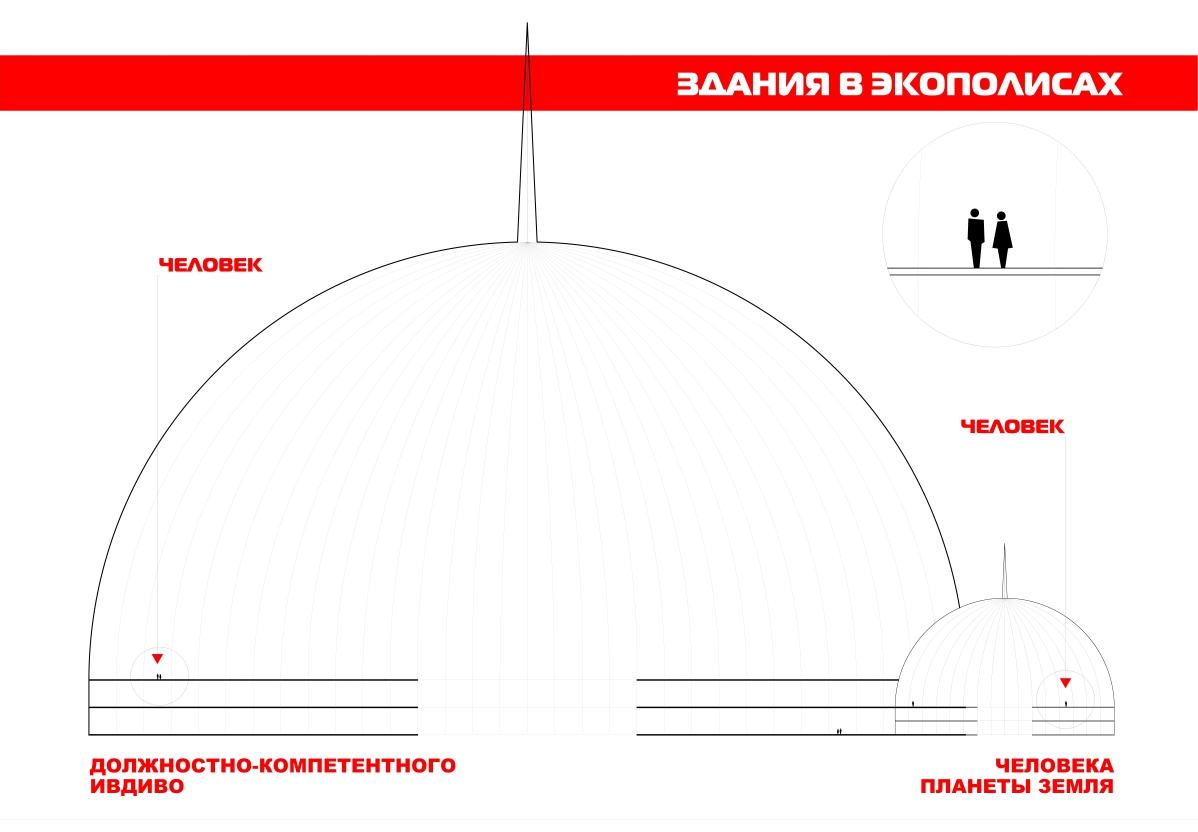 ЗДАНИЯ В ЭКОПОЛИСАХ
ЧЕЛОВЕК
ЧЕЛОВЕК
ДОЛЖНОСТНО-КОМПЕТЕНТНОГО
ИВДИВО
ЧЕЛОВЕКА
ПЛАНЕТЫ ЗЕМЛЯ